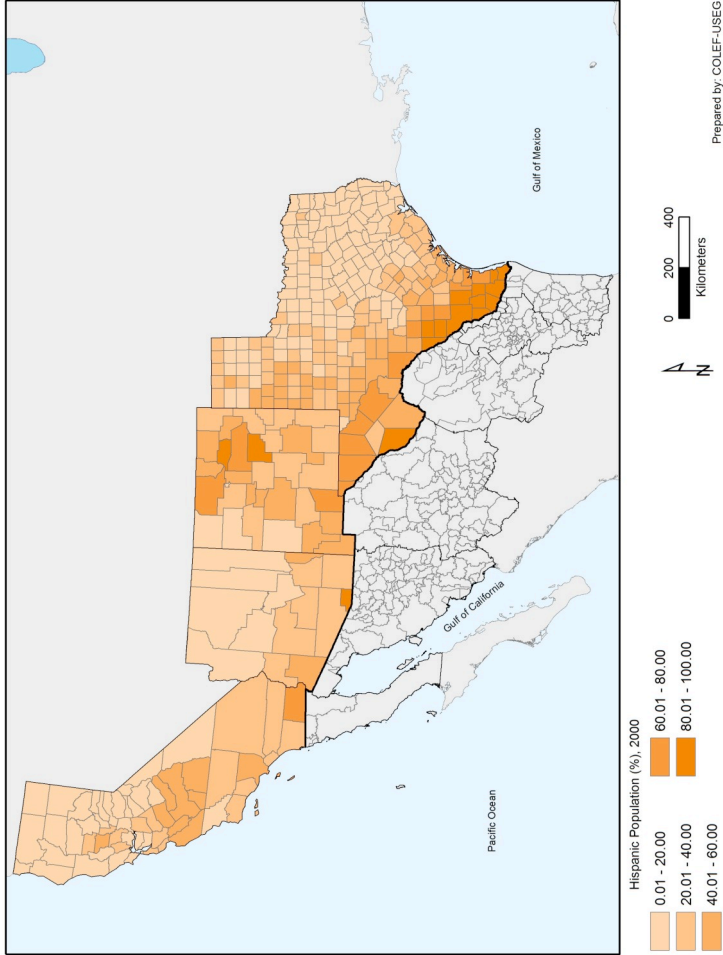 Gulf of Mexico
Gulf of California
Pacific Ocean
Hispanic Population (%), 2000
0.01 - 20.00
20.01 - 40.00
40.01 - 60.00
60.01 - 80.00
80.01 - 100.00
N
0 200 400
Kilometers
Prepared by: COLEF-USEG